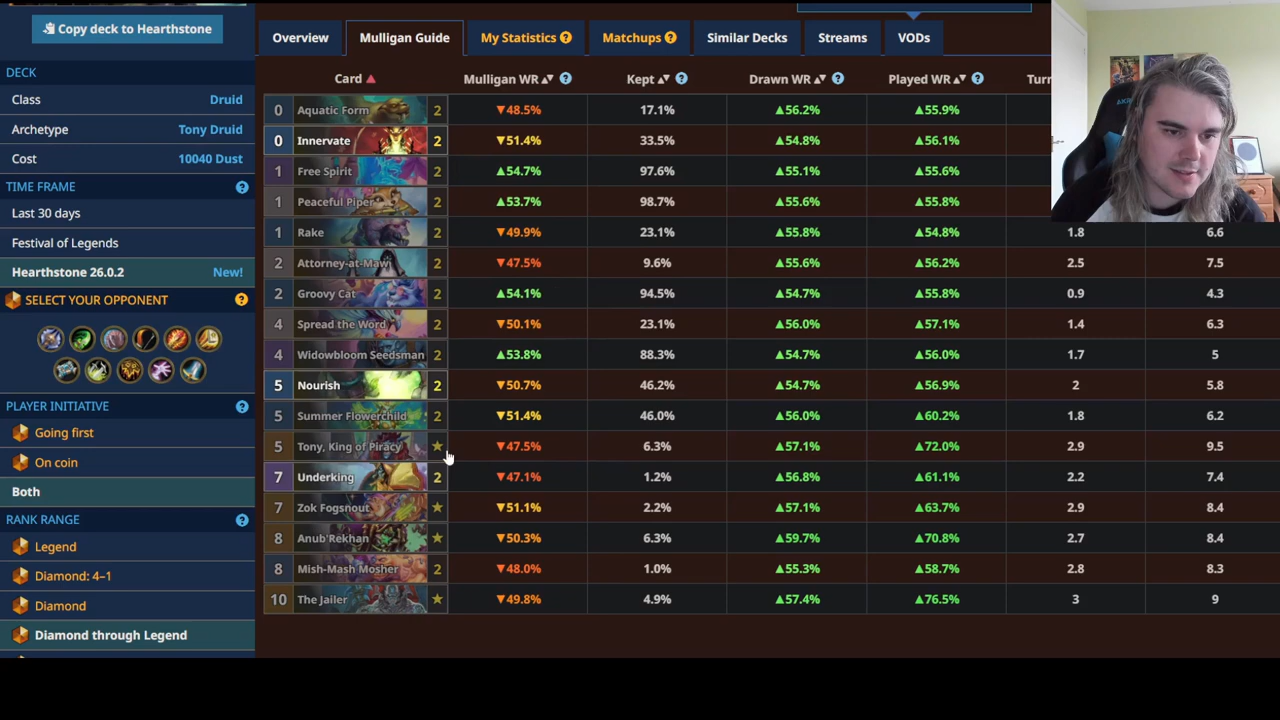 Copy deck to Hearthstone
DECK
Class Druid
Archetype Tony Druid
Cost 10040 Dust
TIME FRAME ?
Last 30 days
Festival of Legends
Hearthstone 26.0.2 New!
SELECT YOUR OPPONENT ?
PLAYER INITIATIVE ?
Going first
On coin
Both
RANK RANGE ?
Legend
Diamond: 4–1
Diamond
Diamond through Legend
Overview Mulligan Guide My Statistics ? Matchups ? Similar Decks Streams VODs
Card ▲ Mulligan WR ▲▼ ? Kept ▲▼ ? Drawn WR ▲▼ ? Played WR ▲▼ ?
0 Aquatic Form 2 ▼48.5% 17.1% ▲56.2% ▲55.9%
0 Innervate 2 ▼51.4% 33.5% ▲54.8% ▲56.1%
1 Free Spirit 2 ▲54.7% 97.6% ▲55.1% ▲55.6%
1 Peaceful Piper 2 ▲53.7% 98.7% ▲55.6% ▲55.8%
1 Rake 2 ▼49.9% 23.1% ▲55.8% ▲54.8% 1.8 6.6
2 Attorney-at-Maw 2 ▼47.5% 9.6% ▲55.6% ▲56.2% 2.5 7.5
2 Groovy Cat 2 ▲54.1% 94.5% ▲54.7% ▲55.8% 0.9 4.3
4 Spread the Word 2 ▼50.1% 23.1% ▲56.0% ▲57.1% 1.4 6.3
4 Widowbloom Seedsman 2 ▲53.8% 88.3% ▲54.7% ▲56.0% 1.7 5
5 Nourish 2 ▼50.7% 46.2% ▲54.7% ▲56.9% 2 5.8
5 Summer Flowerchild 2 ▼51.4% 46.0% ▲56.0% ▲60.2% 1.8 6.2
5 Tony, King of Piracy ★ ▼47.5% 6.3% ▲57.1% ▲72.0% 2.9 9.5
7 Underking 2 ▼47.1% 1.2% ▲56.8% ▲61.1% 2.2 7.4
7 Zok Fogsnout ★ ▼51.1% 2.2% ▲57.1% ▲63.7% 2.9 8.4
8 Anub'Rekhan ★ ▼50.3% 6.3% ▲59.7% ▲70.8% 2.7 8.4
8 Mish-Mash Mosher 2 ▼48.0% 1.0% ▲55.3% ▲58.7% 2.8 8.3
10 The Jailer ★ ▼49.8% 4.9% ▲57.4% ▲76.5% 3 9